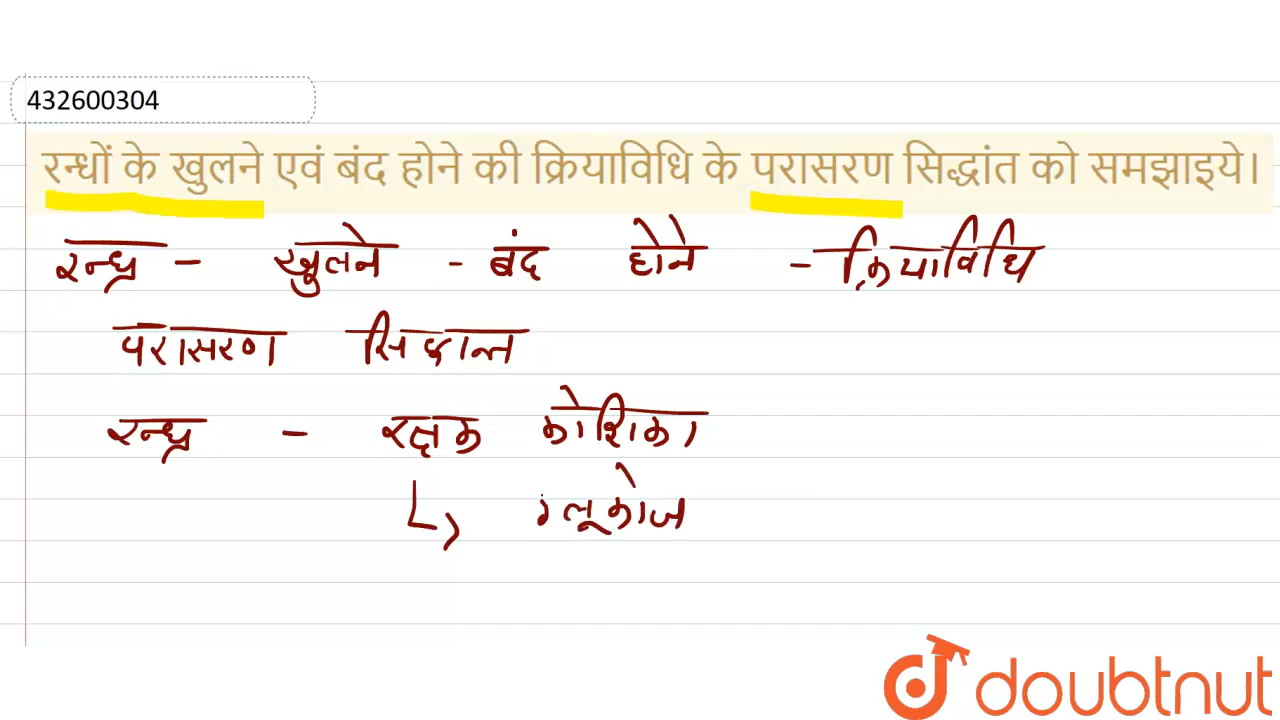 432600304
रन्धों के खुलने एवं बंद होने की क्रियाविधि के परासरण सिद्धांत को समझाइये।
रन्ध्र - खुलने - बंद होने - क्रियाविधि
परासरण सिद्धान्त
रन्ध्र - रक्षक कोशिका
ग्लूकोज
doubtnut